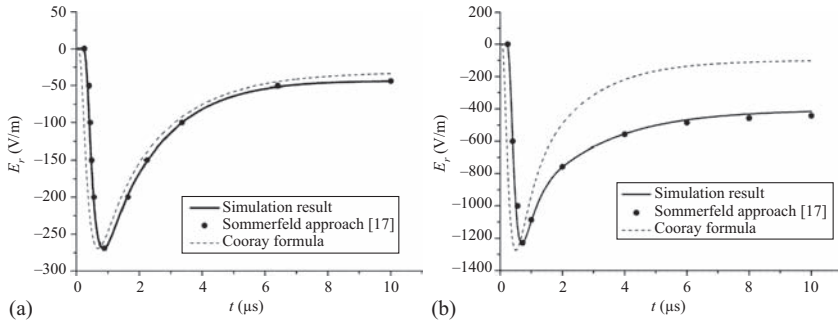 0
−50
−100
−150
−200
−250
−300
E_r (V/m)
Simulation result
Sommerfeld approach [17]
Cooray formula
0
2
4
6
8
10
t (μs)
(a)
200
0
−200
−400
−600
−800
−1000
−1200
−1400
E_r (V/m)
Simulation result
Sommerfeld approach [17]
Cooray formula
0
2
4
6
8
10
t (μs)
(b)